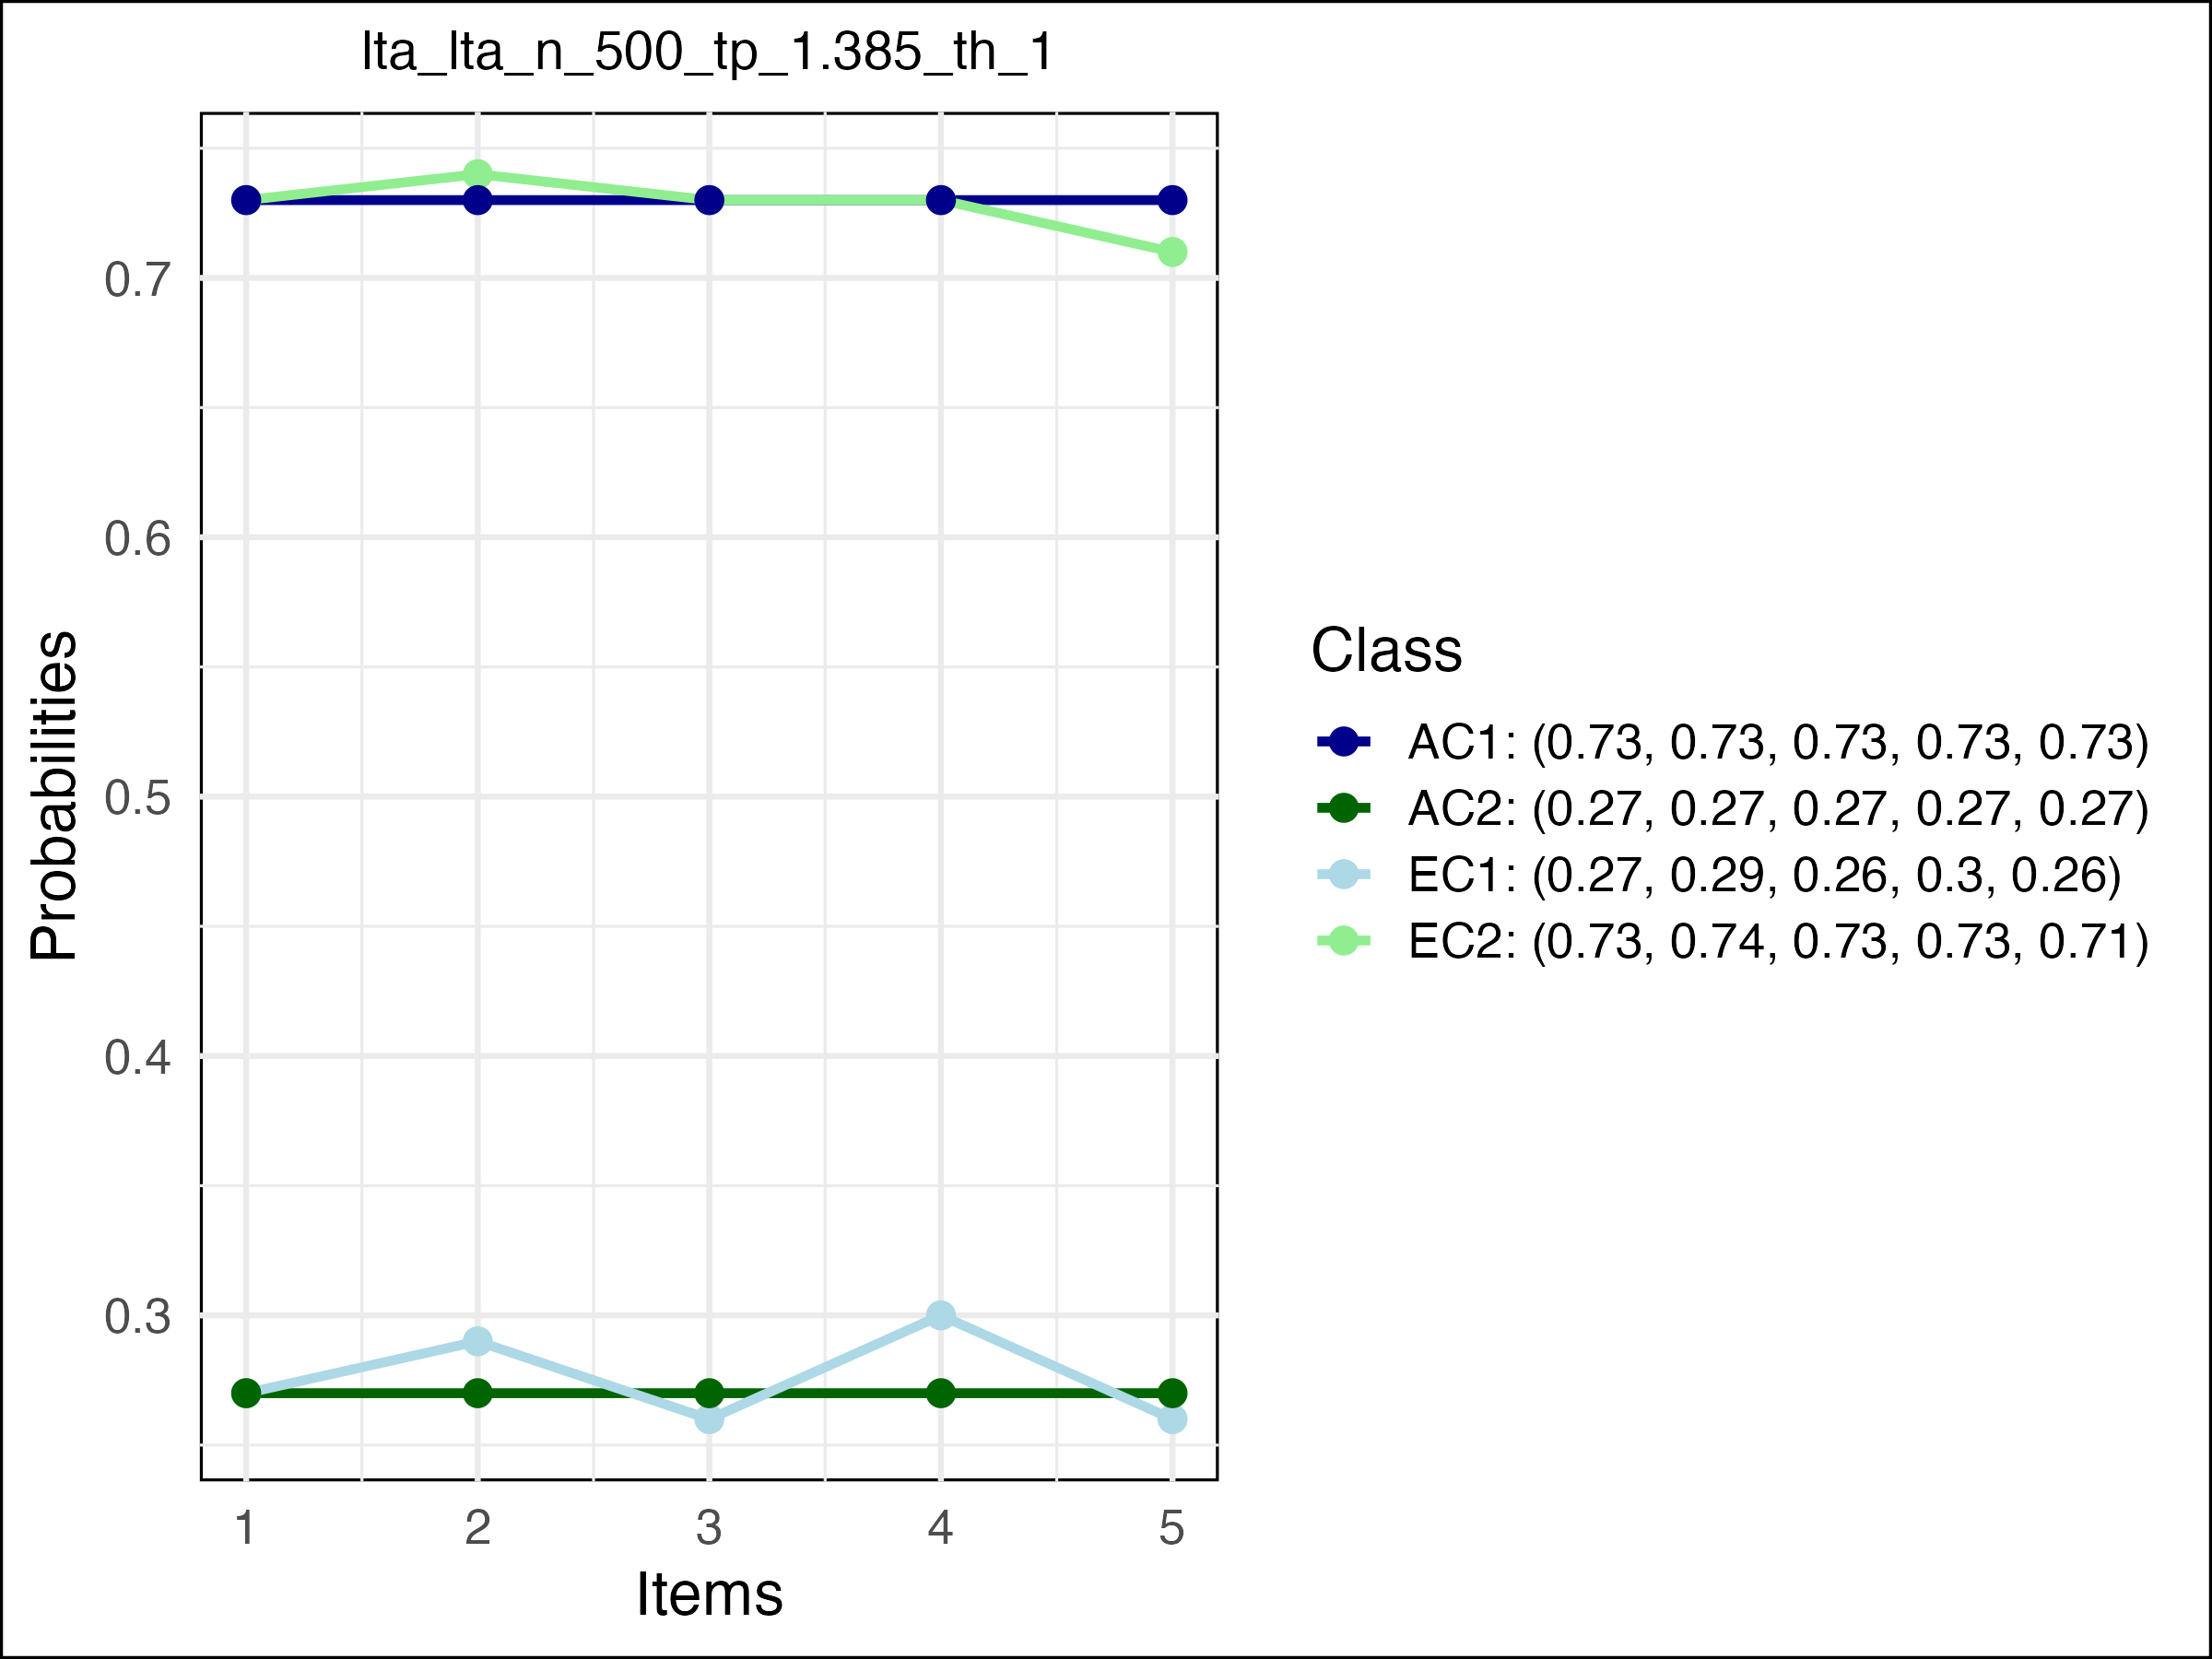 lta_lta_n_500_tp_1.385_th_1
Probabilities
0.7
0.6
0.5
0.4
0.3
1 2 3 4 5
Items
Class
AC1: (0.73, 0.73, 0.73, 0.73, 0.73)
AC2: (0.27, 0.27, 0.27, 0.27, 0.27)
EC1: (0.27, 0.29, 0.26, 0.3, 0.26)
EC2: (0.73, 0.74, 0.73, 0.73, 0.71)